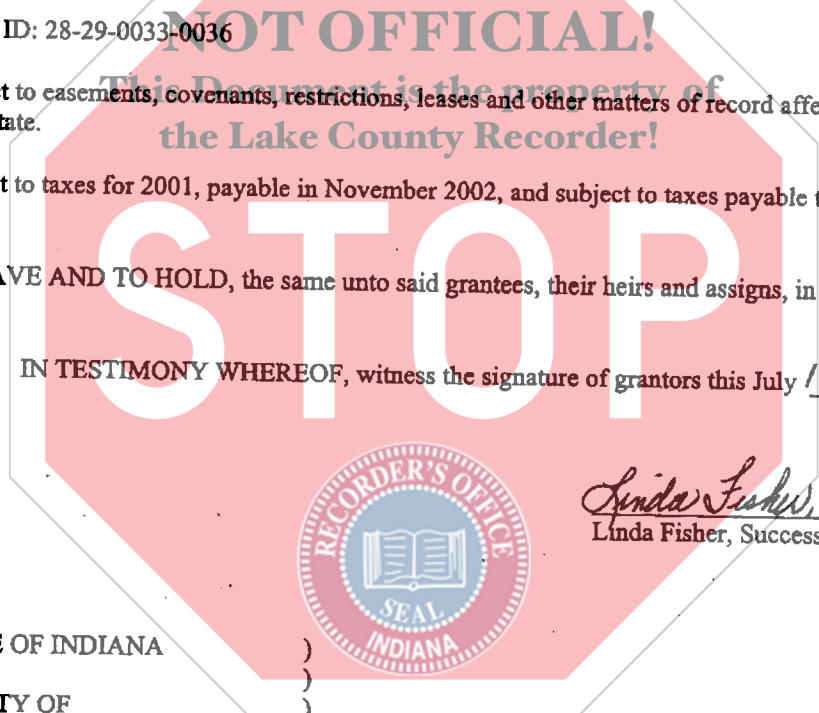 NOT OFFICIAL!
ID: 28-29-0033-0036
This Document is the property of
t to easements, covenants, restrictions, leases and other matters of record affe
tate.
the Lake County Recorder!
t to taxes for 2001, payable in November 2002, and subject to taxes payable t
STOP
AVE AND TO HOLD, the same unto said grantees, their heirs and assigns, in
IN TESTIMONY WHEREOF, witness the signature of grantors this July 1
RECORDER'S OFFICE
Linda Fisher,
Linda Fisher, Success
SEAL
INDIANA
E OF INDIANA )
)
TY OF )